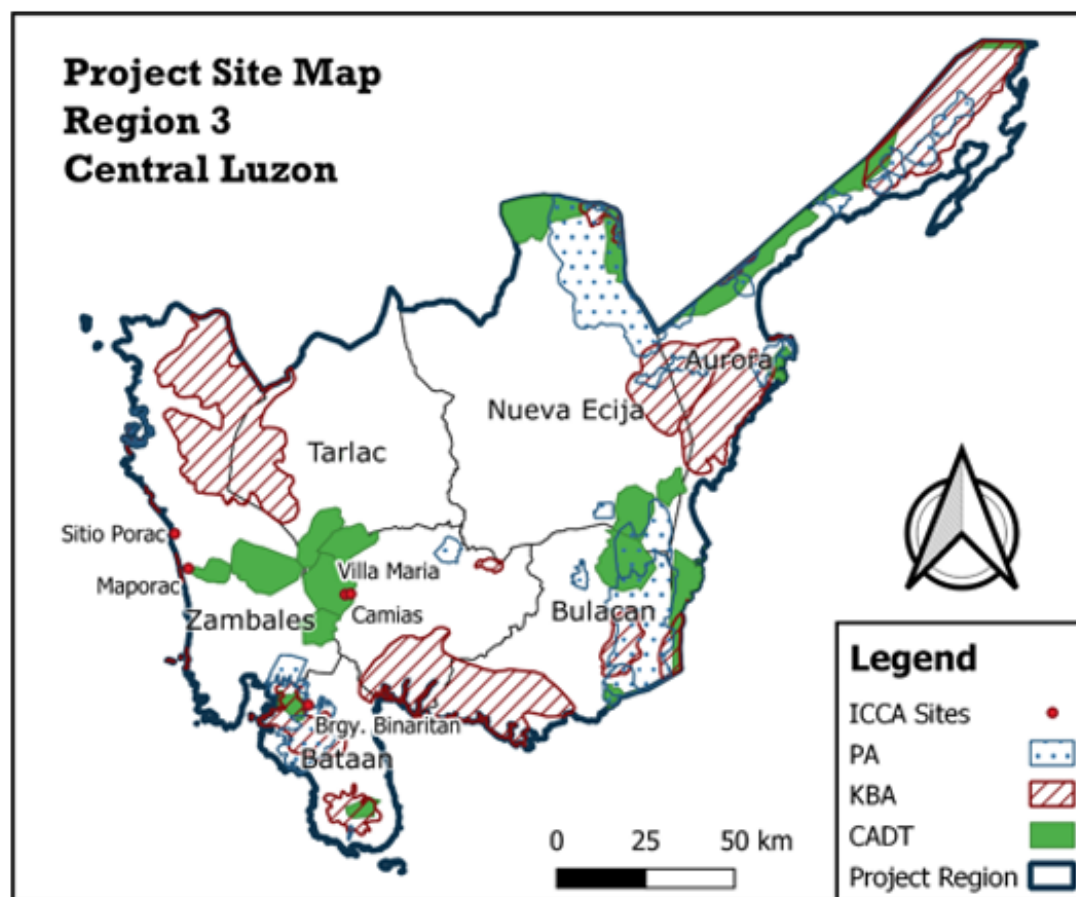 Project Site Map
Region 3
Central Luzon
Aurora
Nueva Ecija
Tarlac
Sitio Porac
Maporac
Villa Maria
Camias
Zambales
Bulacan
Brgy. Binaritan
Bataan
0 25 50 km
Legend
ICCA Sites
PA
KBA
CADT
Project Region